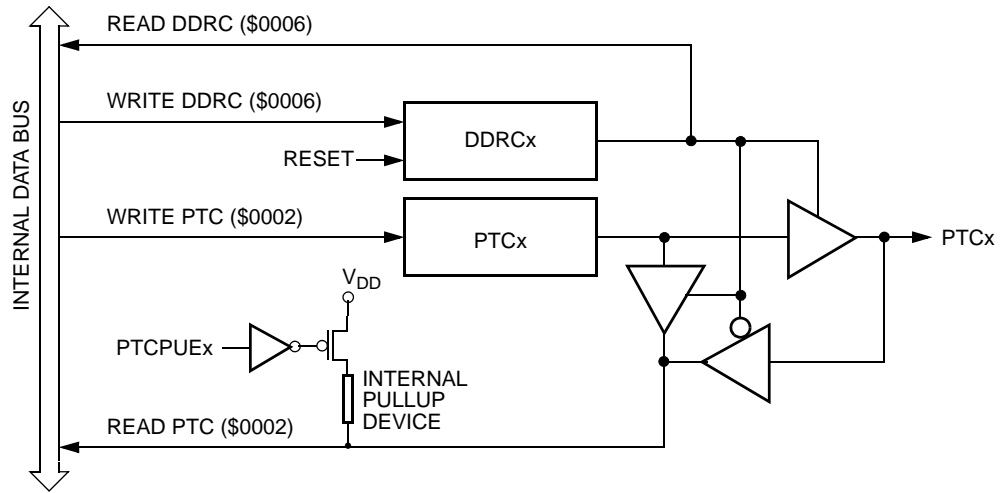 READ DDRC ($0006)
WRITE DDRC ($0006)
DDRCx
RESET
INTERNAL DATA BUS
WRITE PTC ($0002)
PTCx
PTCx
VDD
PTCPUEx
INTERNAL
PULLUP
DEVICE
READ PTC ($0002)